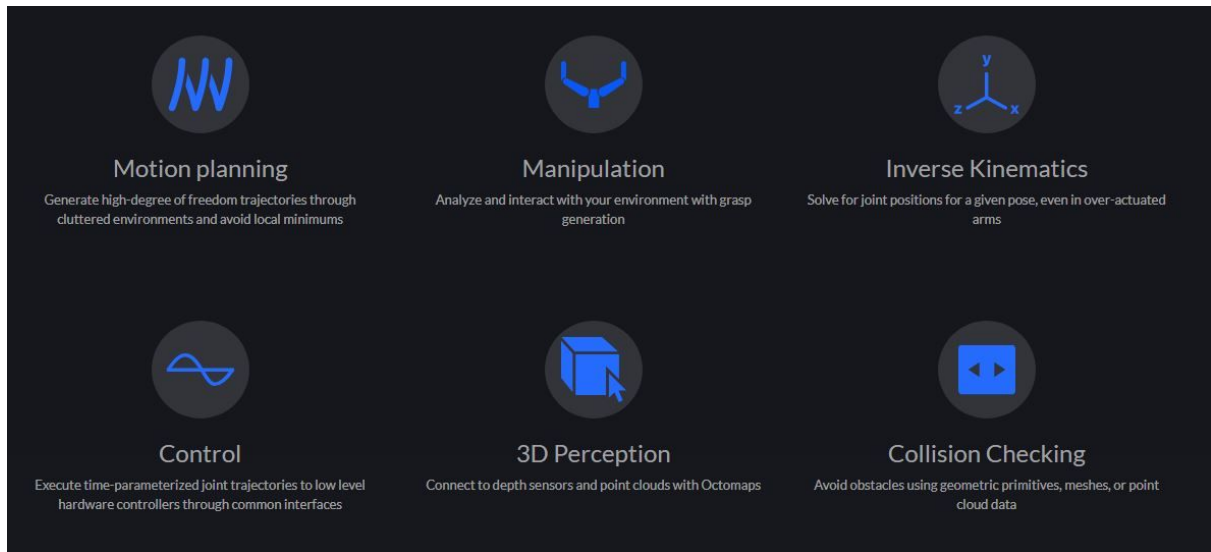 Motion planning
Generate high-degree of freedom trajectories through
cluttered environments and avoid local minimums
Manipulation
Analyze and interact with your environment with grasp
generation
y
z
x
Inverse Kinematics
Solve for joint positions for a given pose, even in over-actuated
arms
Control
Execute time-parameterized joint trajectories to low level
hardware controllers through common interfaces
3D Perception
Connect to depth sensors and point clouds with Octomaps
Collision Checking
Avoid obstacles using geometric primitives, meshes, or point
cloud data